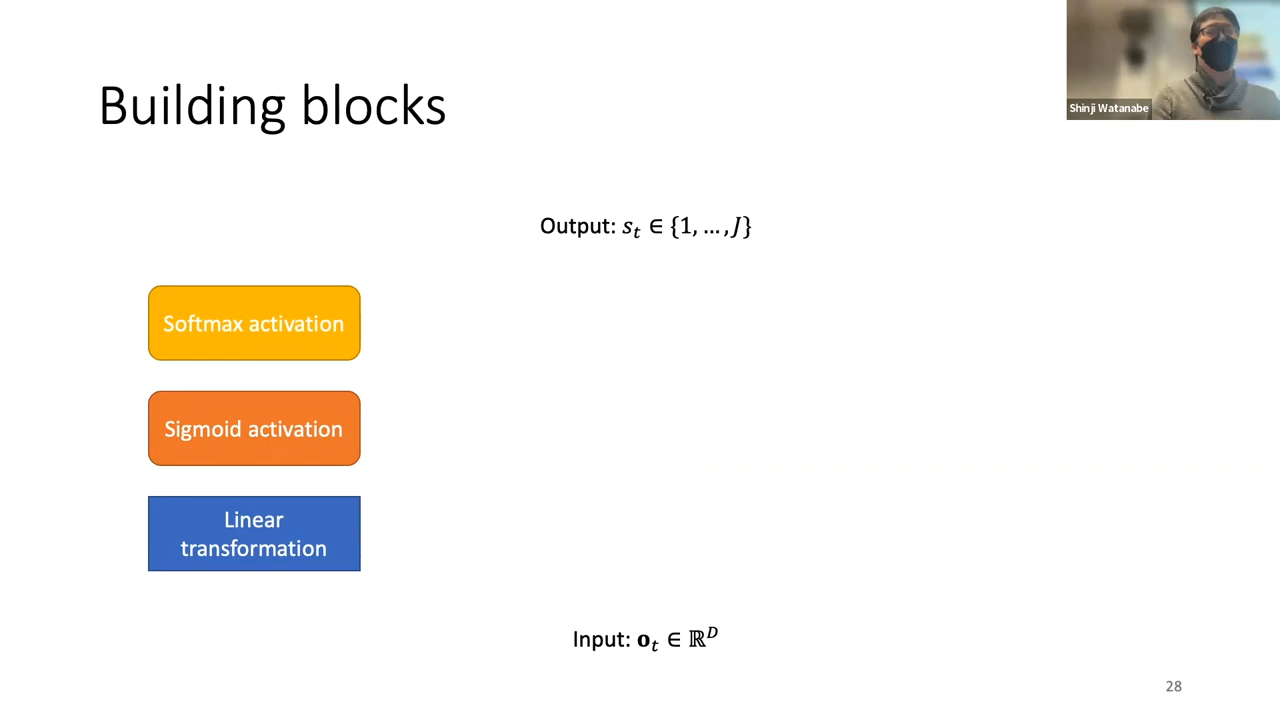 Shinji Watanabe
Building blocks
Output: 𝑠ₜ ∈ {1, … , 𝐽}
Softmax activation
Sigmoid activation
Linear
transformation
Input: 𝐨ₜ ∈ ℝᴰ
28